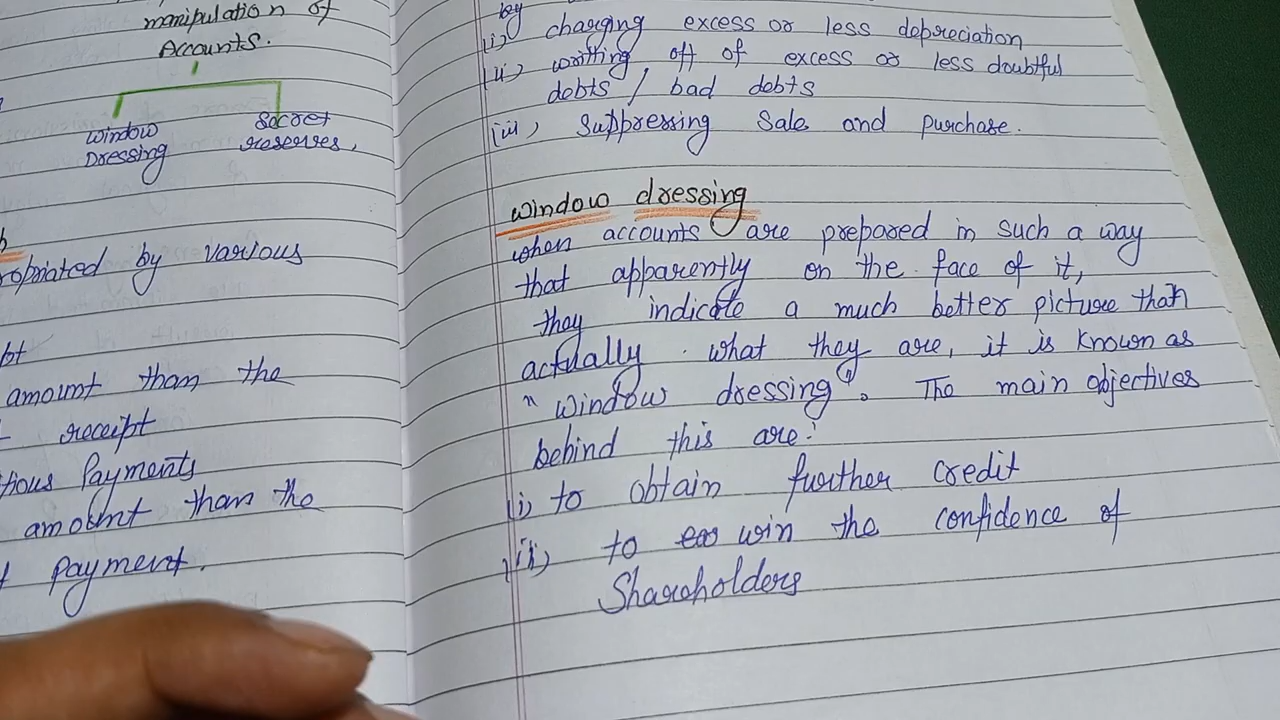 manipulation of
Accounts.
window
Dressing
Secret
reserves,
by various
amount than the
receipt
Payments
amount than the
payment.
by
(i) charging excess or less depreciation
(ii) writting off of excess or less doubtful
debts / bad debts
(iii) Suppressing Sale and purchase.
window dressing
when accounts are prepared in such a way
that apparently on the face of it,
they indicate a much better picture than
actually what they are, it is known as
"window dressing". The main objectives
behind this are:
(i) to obtain further credit
(ii) to win the confidence of
Shareholders